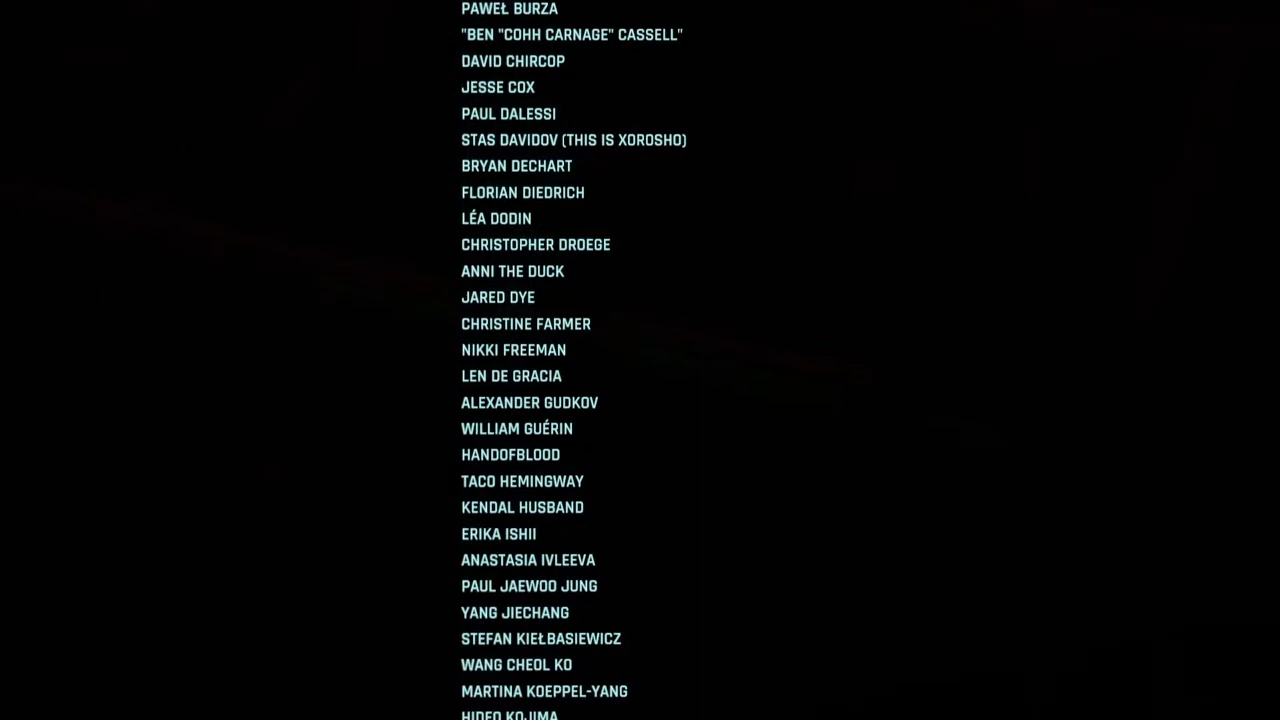 PAWEŁ BURZA
"BEN "COHH CARNAGE" CASSELL"
DAVID CHIRCOP
JESSE COX
PAUL DALESSI
STAS DAVIDOV (THIS IS XOROSHO)
BRYAN DECHART
FLORIAN DIEDRICH
LÉA DODIN
CHRISTOPHER DROEGE
ANNI THE DUCK
JARED DYE
CHRISTINE FARMER
NIKKI FREEMAN
LEN DE GRACIA
ALEXANDER GUDKOV
WILLIAM GUÉRIN
HANDOFBLOOD
TACO HEMINGWAY
KENDAL HUSBAND
ERIKA ISHII
ANASTASIA IVLEEVA
PAUL JAEWOO JUNG
YANG JIECHANG
STEFAN KIEŁBASIEWICZ
WANG CHEOL KO
MARTINA KOEPPEL-YANG
HIDEO KOJIMA